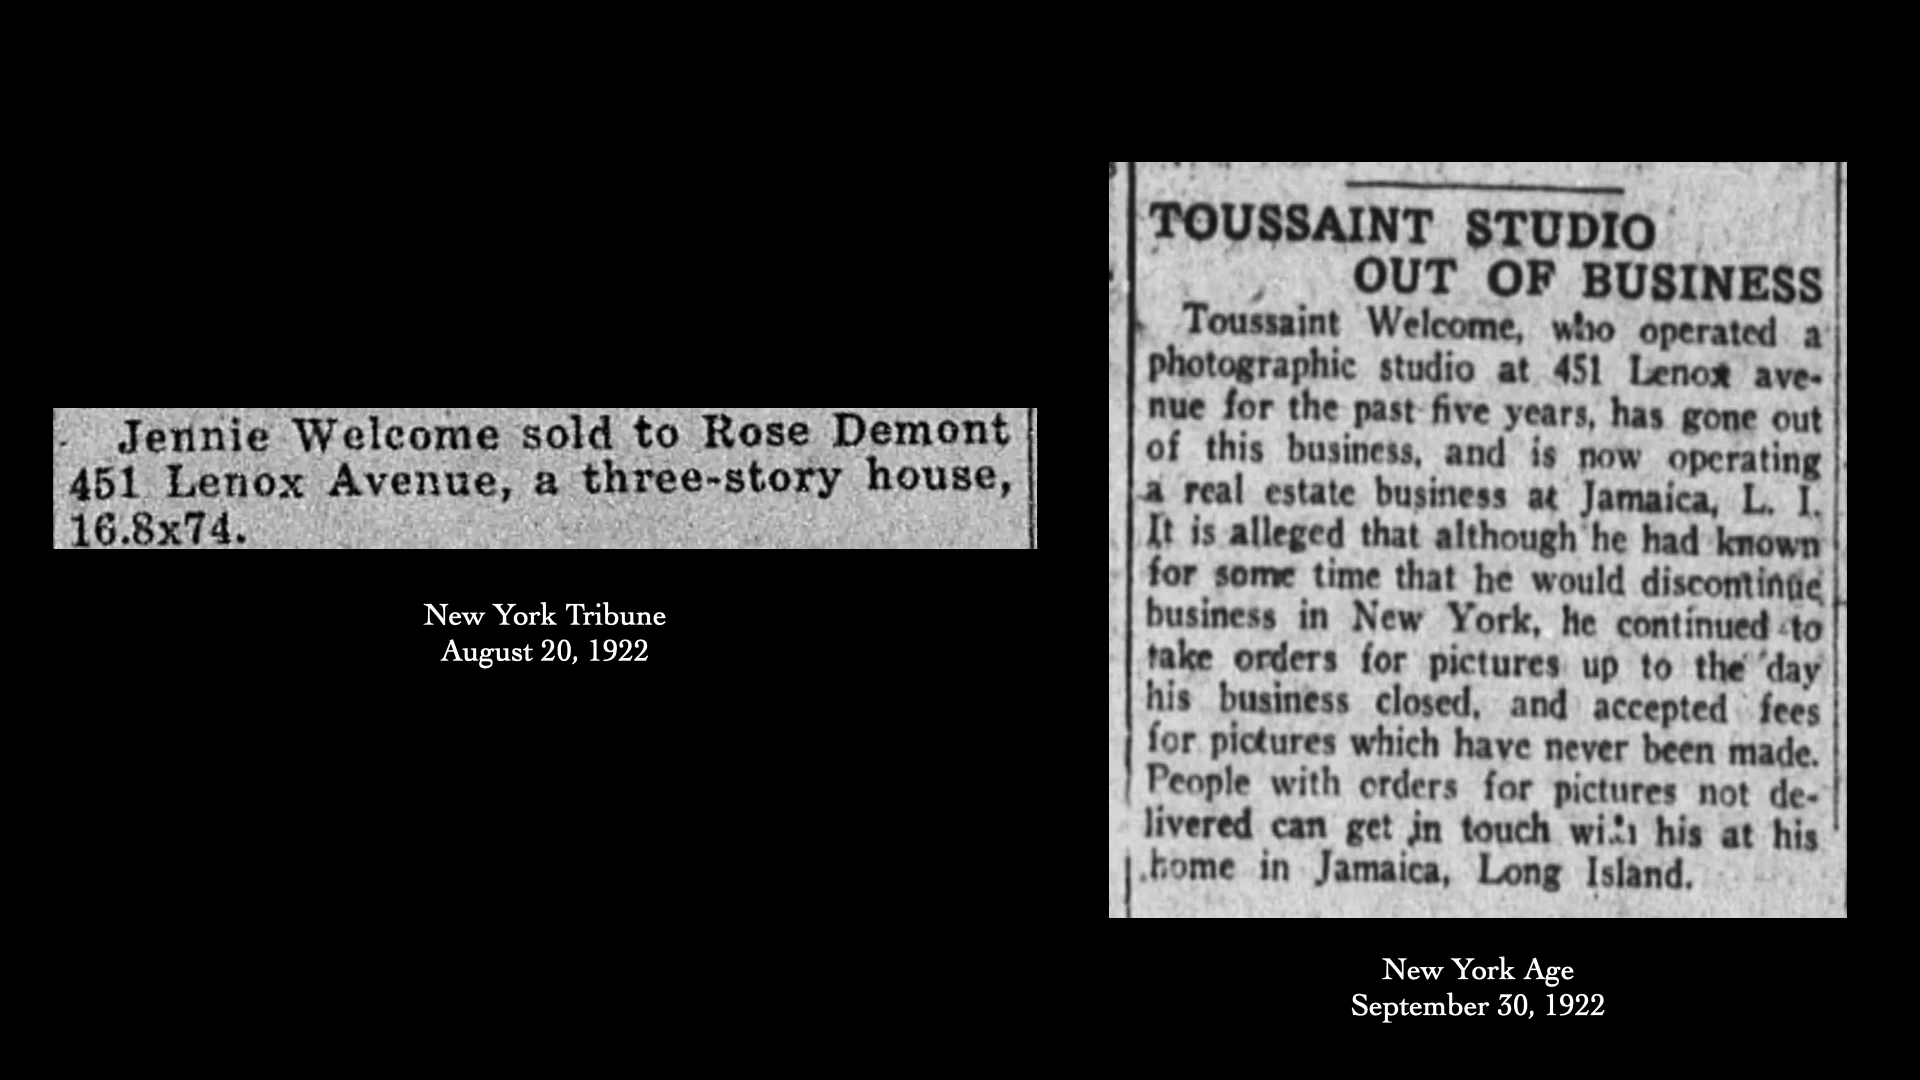 Jennie Welcome sold to Rose Demont
451 Lenox Avenue, a three-story house,
16.8x74.
New York Tribune
August 20, 1922
TOUSSAINT STUDIO
OUT OF BUSINESS
Toussaint Welcome, who operated a
photographic studio at 451 Lenox ave-
nue for the past five years, has gone out
of this business, and is now operating
a real estate business at Jamaica, L. I.
It is alleged that although he had known
for some time that he would discontinue
business in New York, he continued to
take orders for pictures up to the day
his business closed, and accepted fees
for pictures which have never been made.
People with orders for pictures not de-
livered can get in touch with his at his
home in Jamaica, Long Island.
New York Age
September 30, 1922